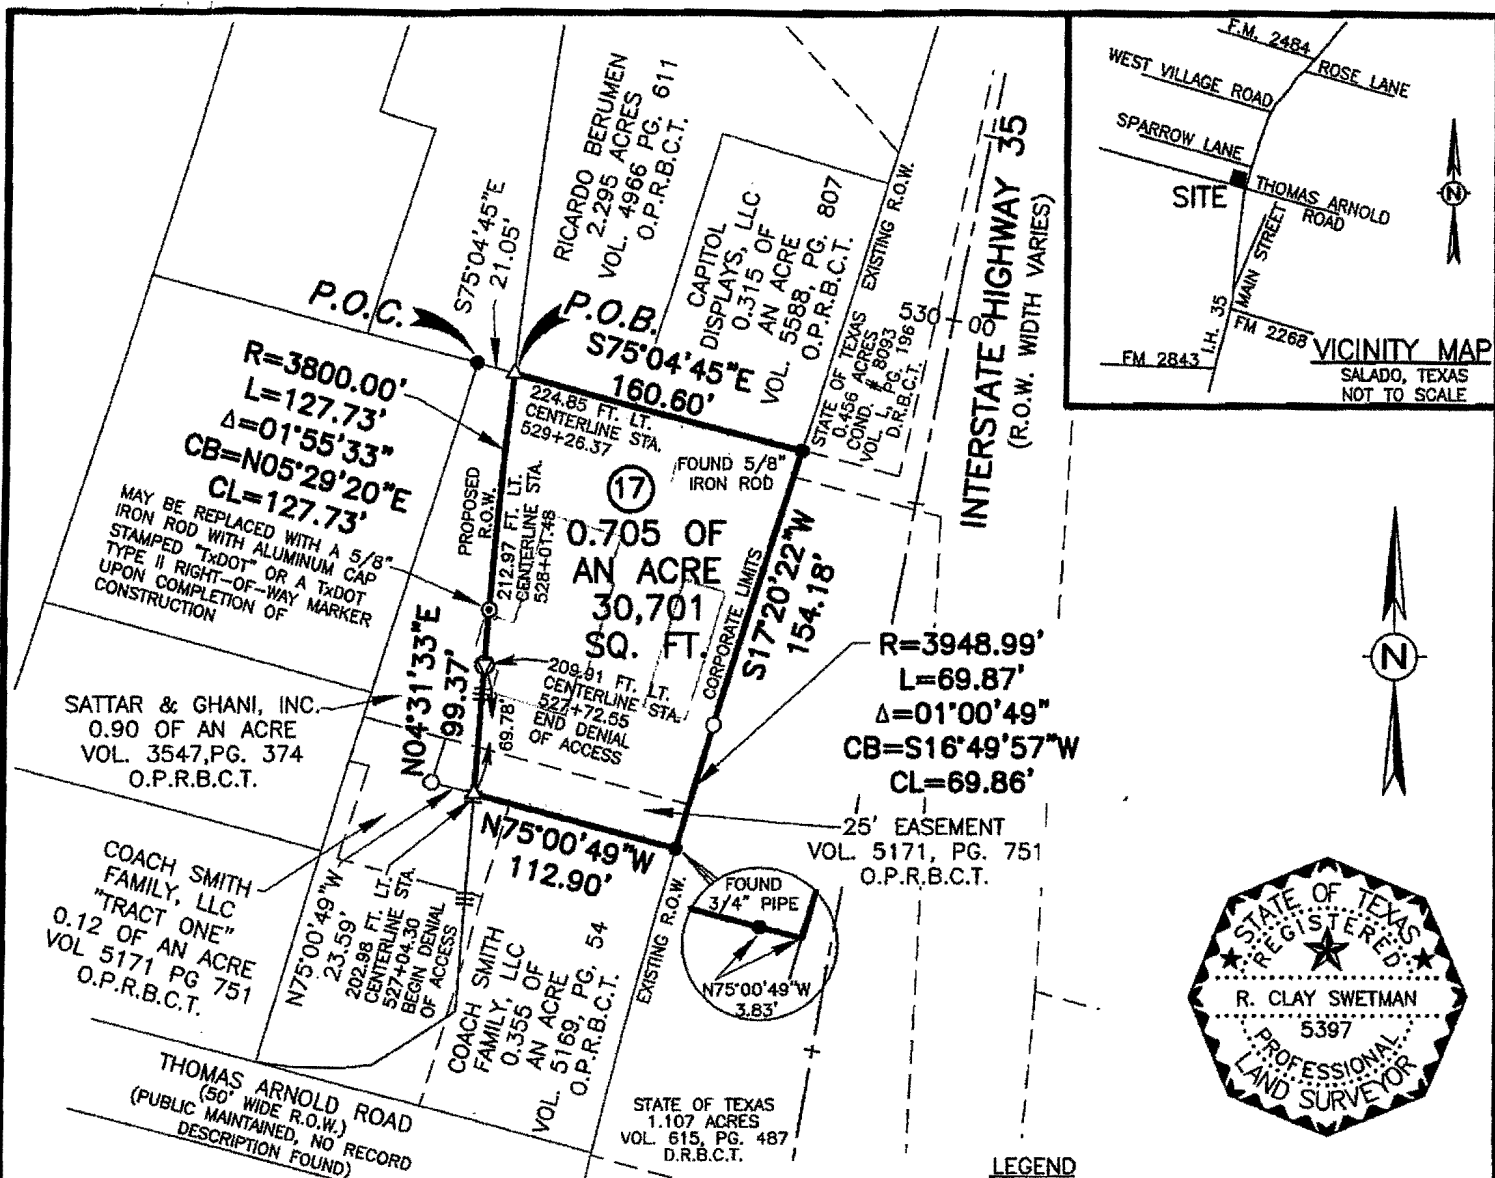 RICARDO BERUMEN
2.295 ACRES
VOL. 4966 PG. 611
O.P.R.B.C.T.
CAPITOL
DISPLAYS, LLC
0.315 OF
AN ACRE
VOL. 5588, PG. 807
O.P.R.B.C.T.
EXISTING R.O.W.
STATE OF TEXAS
0.456 ACRES
COND. # 8093
VOL. L, PG. 196
D.R.B.C.T.
530+00
INTERSTATE HIGHWAY 35
(R.O.W. WIDTH VARIES)
F.M. 2484
ROSE LANE
WEST VILLAGE ROAD
SPARROW LANE
SITE
THOMAS ARNOLD
ROAD
MAIN STREET
I.H. 35
FM 2268
FM 2843
N
VICINITY MAP
SALADO, TEXAS
NOT TO SCALE
S75°04'45"E
21.05'
P.O.C.
P.O.B.
S75°04'45"E
160.60'
R=3800.00'
L=127.73'
Δ=01°55'33"
CB=N05°29'20"E
CL=127.73'
224.85 FT. LT.
CENTERLINE STA.
529+26.37
FOUND 5/8"
IRON ROD
PROPOSED
R.O.W.
212.97 FT. LT.
CENTERLINE STA.
528+01.48
17
0.705 OF
AN ACRE
30,701
SQ. FT.
CORPORATE LIMITS
S17°20'22"W
154.18'
MAY BE REPLACED WITH A 5/8"
IRON ROD WITH ALUMINUM CAP
STAMPED "TxDOT" OR A TxDOT
TYPE II RIGHT-OF-WAY MARKER
UPON COMPLETION OF
CONSTRUCTION
N04°31'33"E
99.37'
69.78'
209.91 FT. LT.
CENTERLINE STA.
527+72.65
END DENIAL
OF ACCESS
R=3948.99'
L=69.87'
Δ=01°00'49"
CB=S16°49'57"W
CL=69.86'
N
SATTAR & GHANI, INC.
0.90 OF AN ACRE
VOL. 3547,PG. 374
O.P.R.B.C.T.
N75°00'49"W
112.90'
25' EASEMENT
VOL. 5171, PG. 751
O.P.R.B.C.T.
COACH SMITH
FAMILY, LLC
"TRACT ONE"
0.12 OF AN ACRE
VOL 5171 PG 751
O.P.R.B.C.T.
N75°00'49"W
23.59'
202.98 FT. LT.
CENTERLINE STA.
527+04.30
BEGIN DENIAL
OF ACCESS
COACH SMITH
FAMILY, LLC
0.355 OF
AN ACRE
VOL. 5169, PG. 54
O.P.R.B.C.T.
EXISTING R.O.W.
FOUND
3/4" PIPE
N75°00'49"W
3.83'
STATE OF TEXAS
REGISTERED
R. CLAY SWETMAN
5397
PROFESSIONAL
LAND SURVEYOR
THOMAS ARNOLD ROAD
(50' WIDE R.O.W.)
(PUBLIC MAINTAINED, NO RECORD
DESCRIPTION FOUND)
STATE OF TEXAS
1.107 ACRES
VOL. 615, PG. 487
D.R.B.C.T.
LEGEND